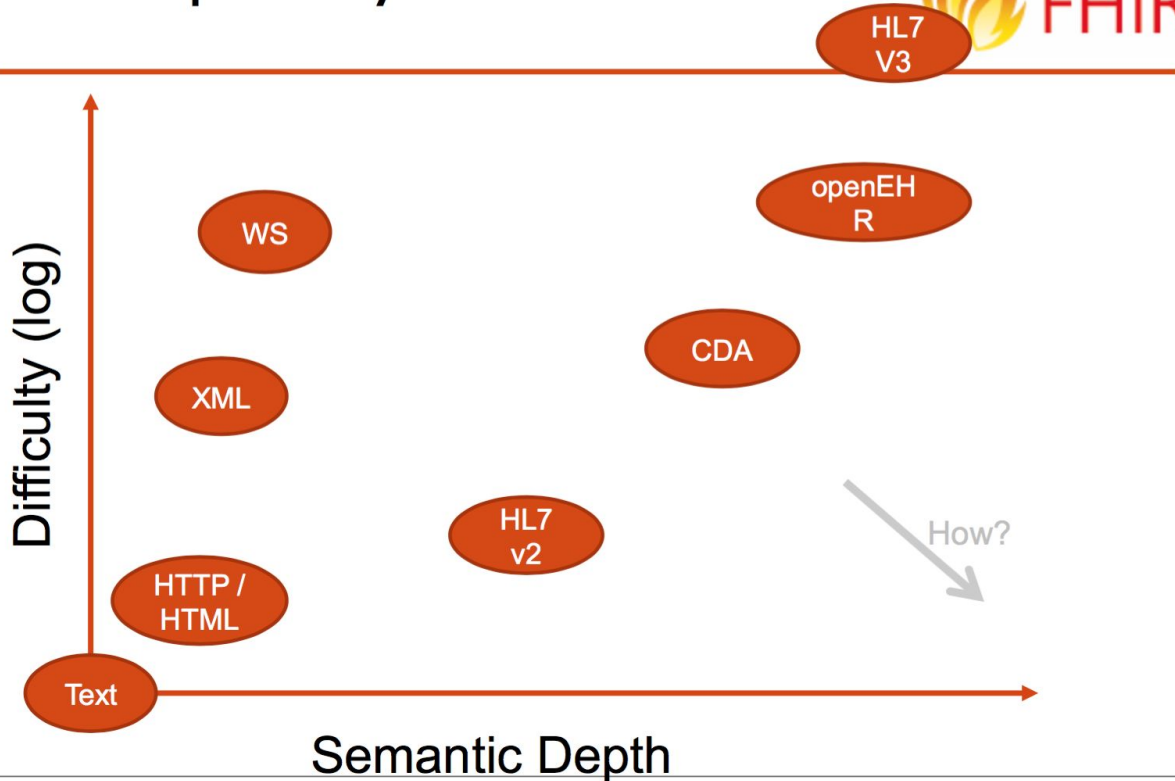 FHIR
HL7
V3
openEH
R
WS
CDA
XML
Difficulty (log)
HL7
v2
How?
HTTP /
HTML
Text
Semantic Depth